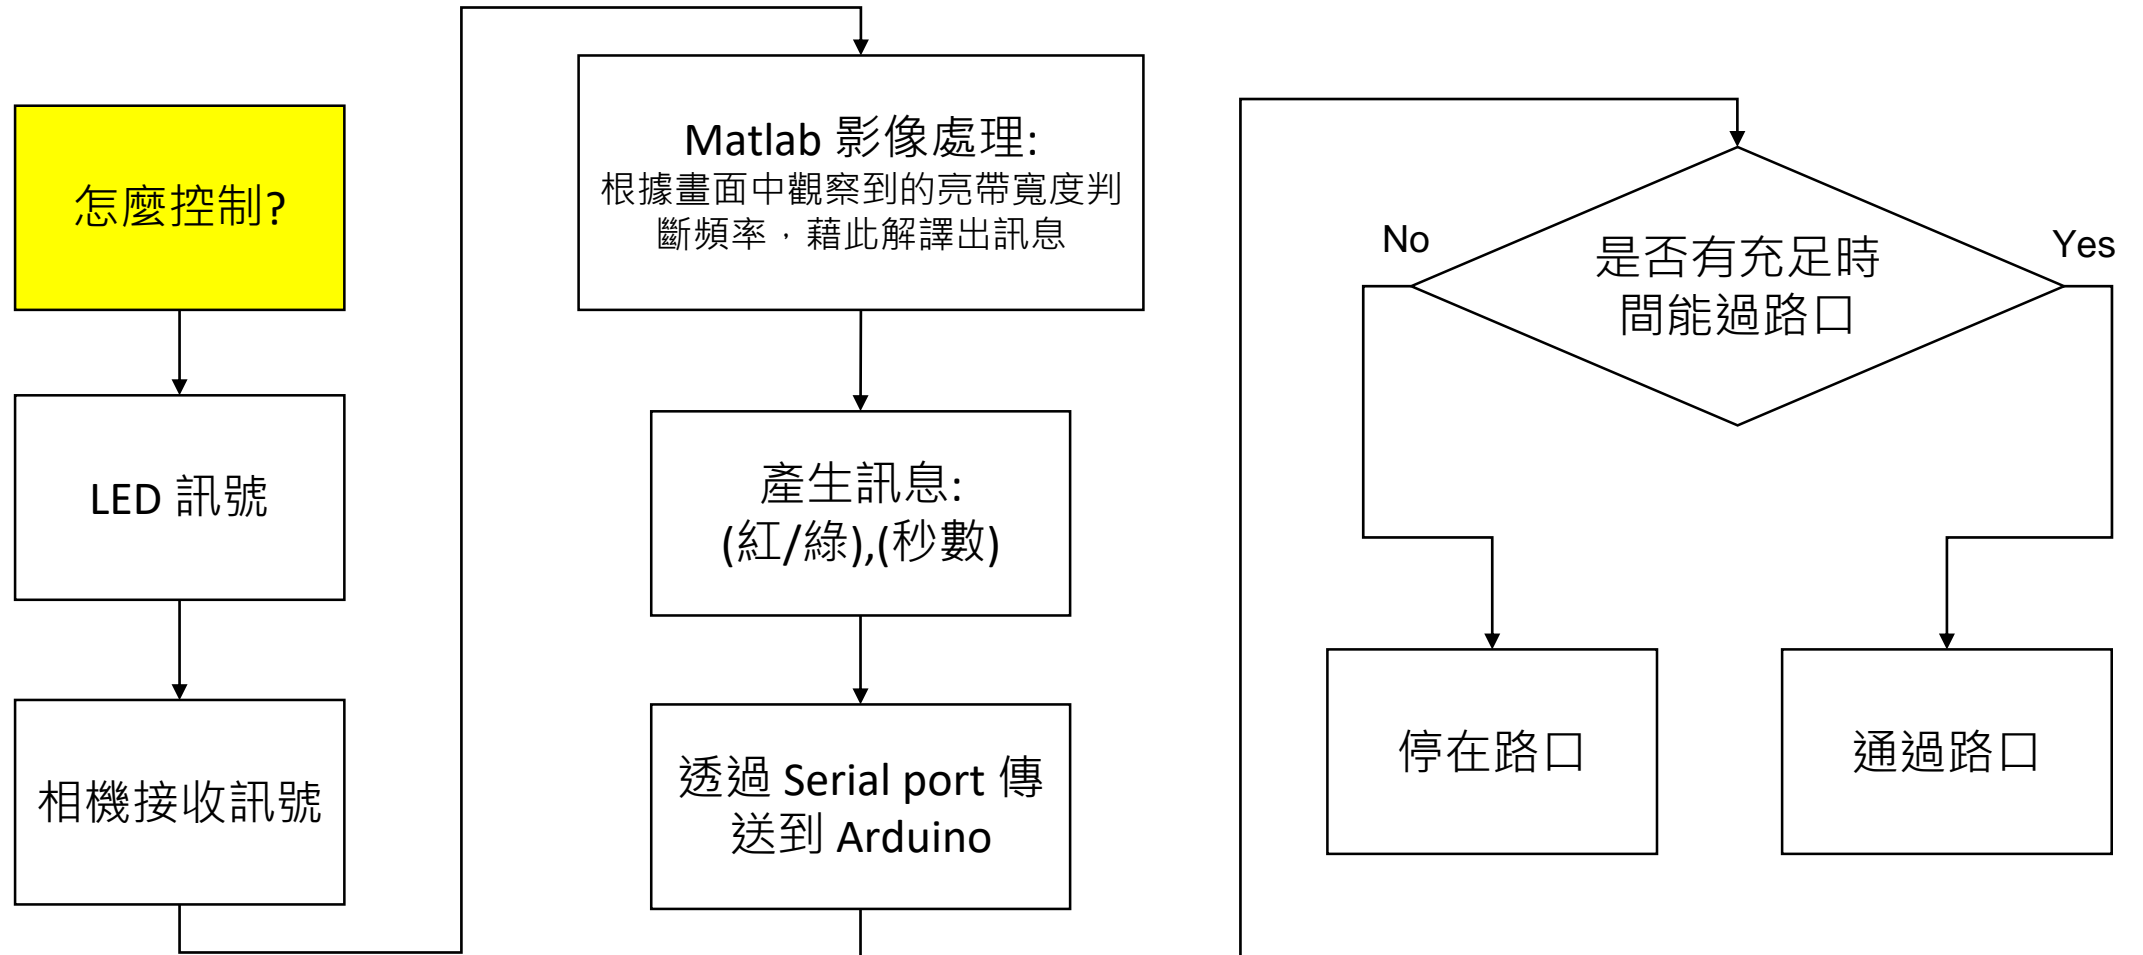 怎麼控制?
LED 訊號
相機接收訊號
Matlab 影像處理:
根據畫面中觀察到的亮帶寬度判
斷頻率，藉此解譯出訊息
產生訊息:
(紅/綠),(秒數)
透過 Serial port 傳
送到 Arduino
是否有充足時
間能過路口
No
Yes
停在路口
通過路口